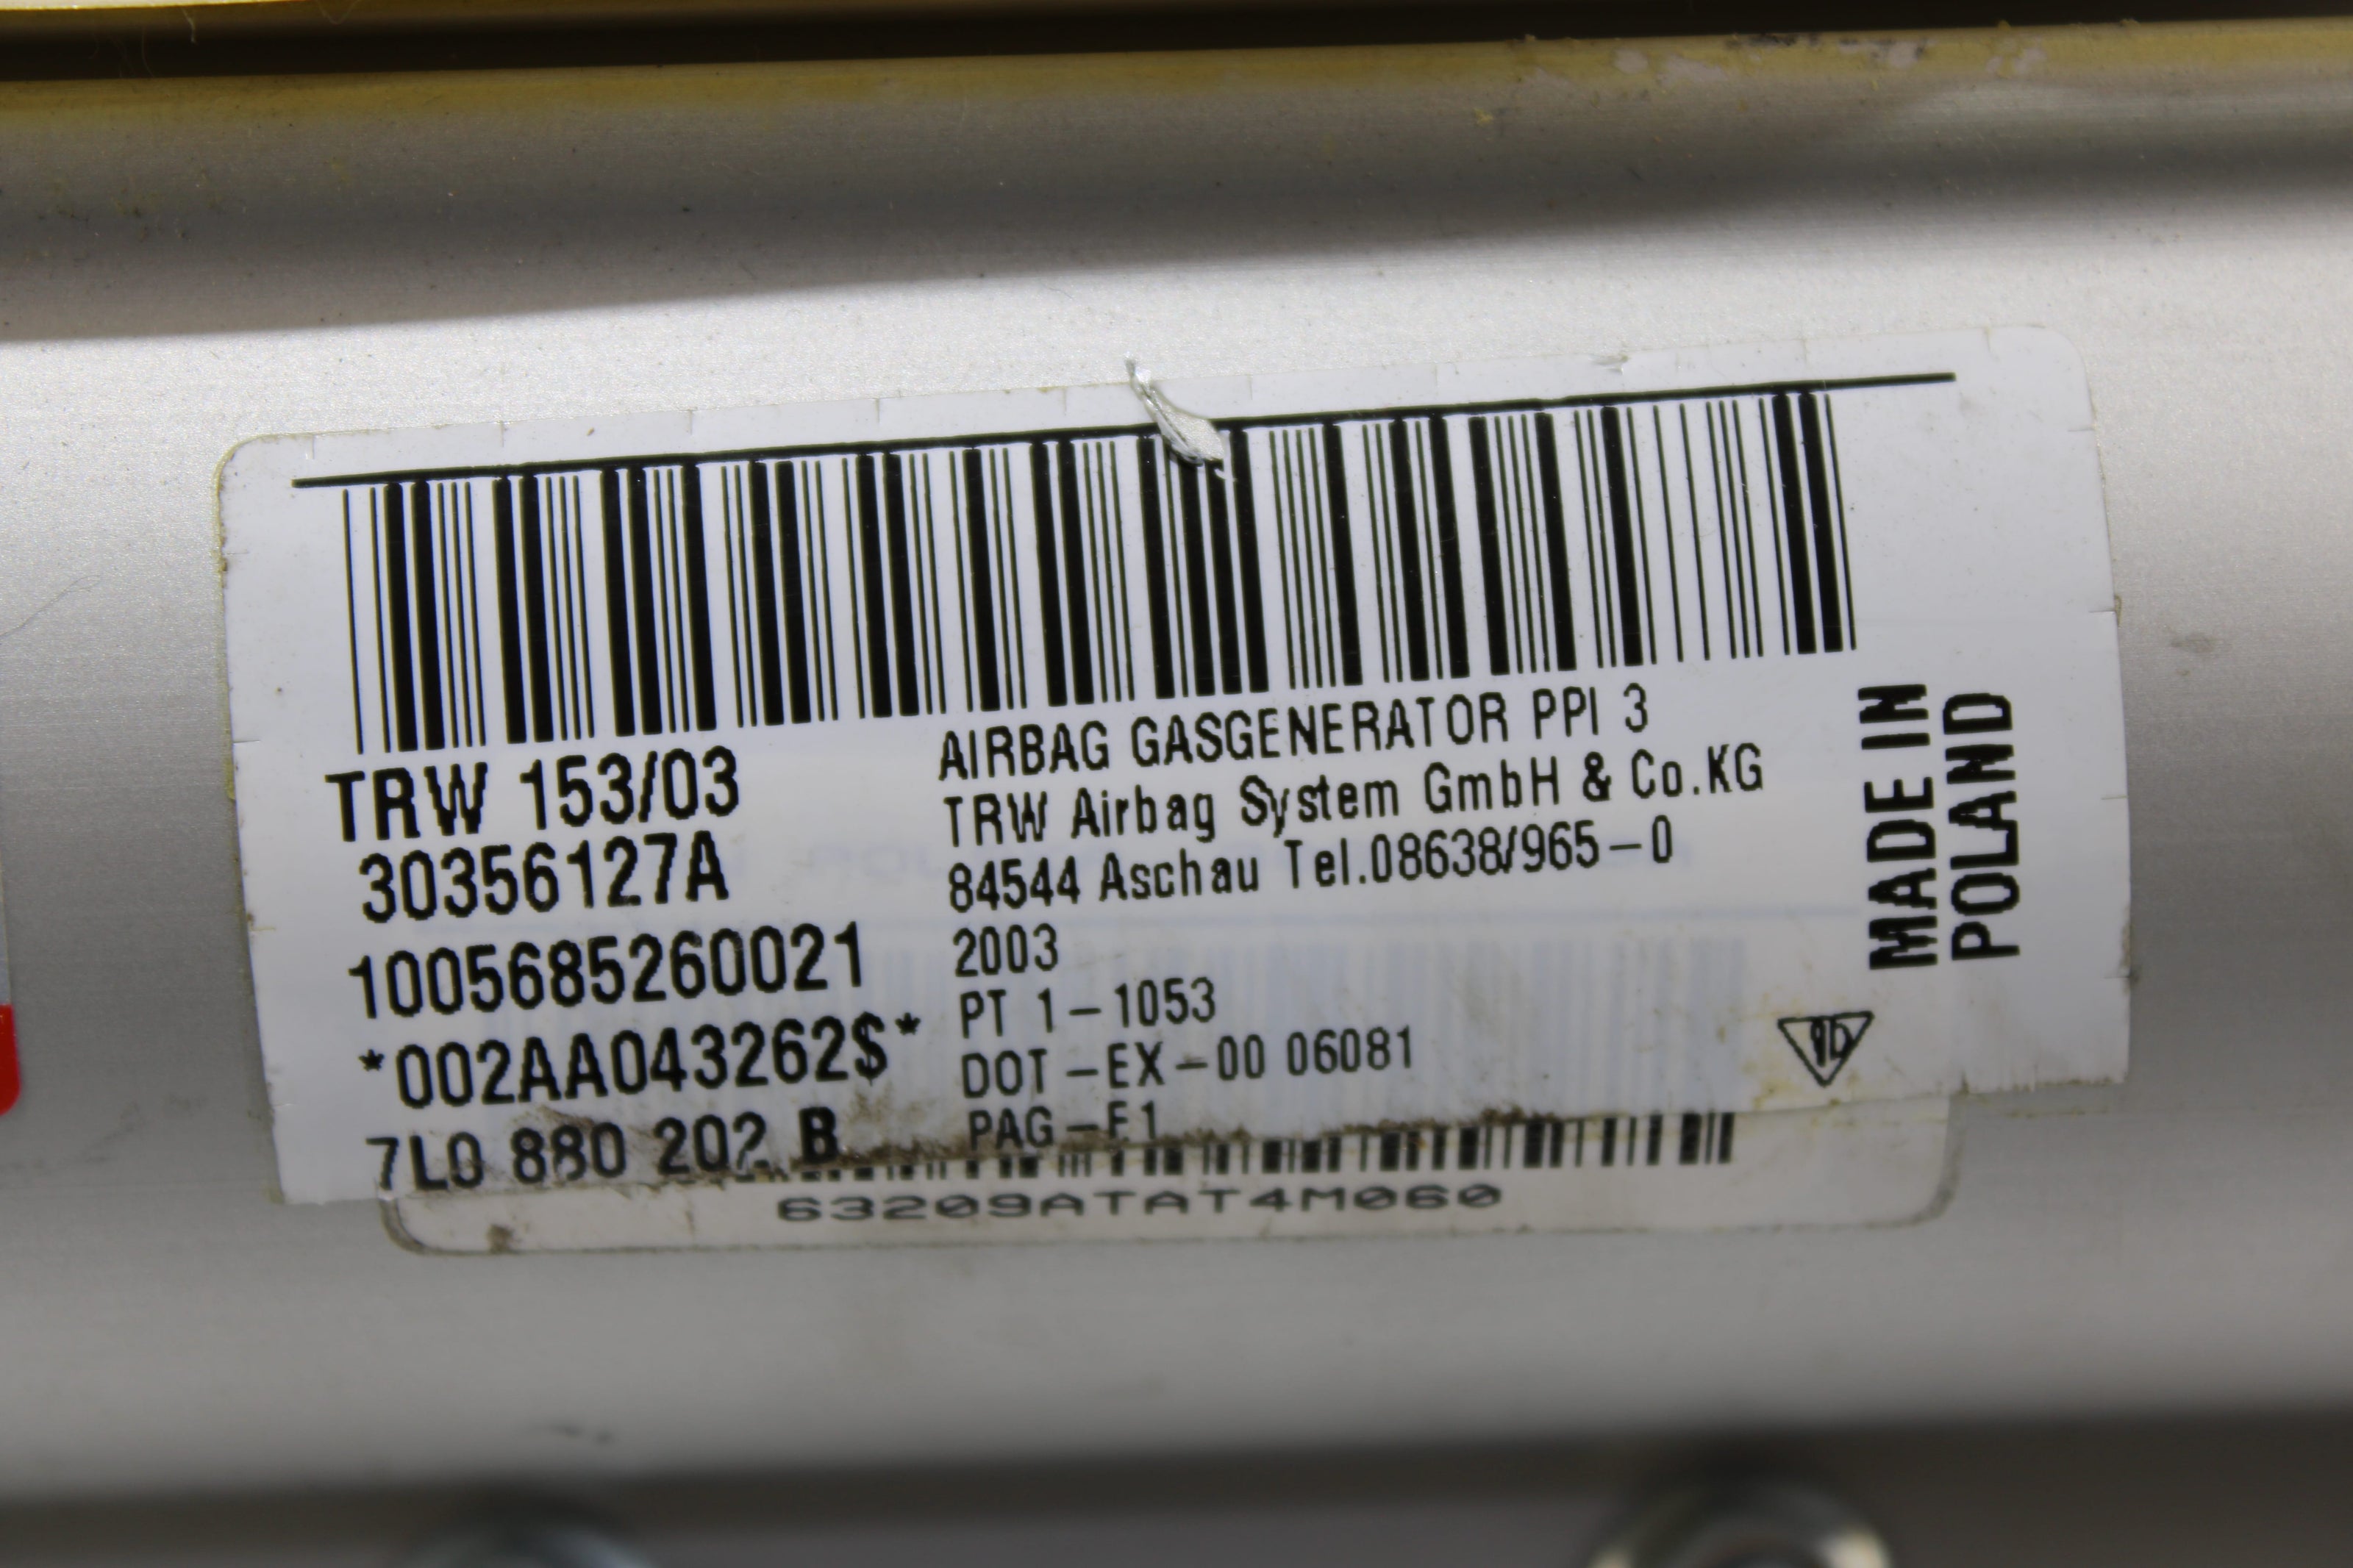 TRW 153/03
30356127A
1005685260021
*002AA043262$*
7L0 880 202 B
AIRBAG GASGENERATOR PPI 3
TRW Airbag System GmbH & Co.KG
84544 Aschau Tel.08638/965-0
2003
PT 1-1053
DOT-EX-00 06081
PAG-E1
MADE IN
POLAND
63209ATAT4M060